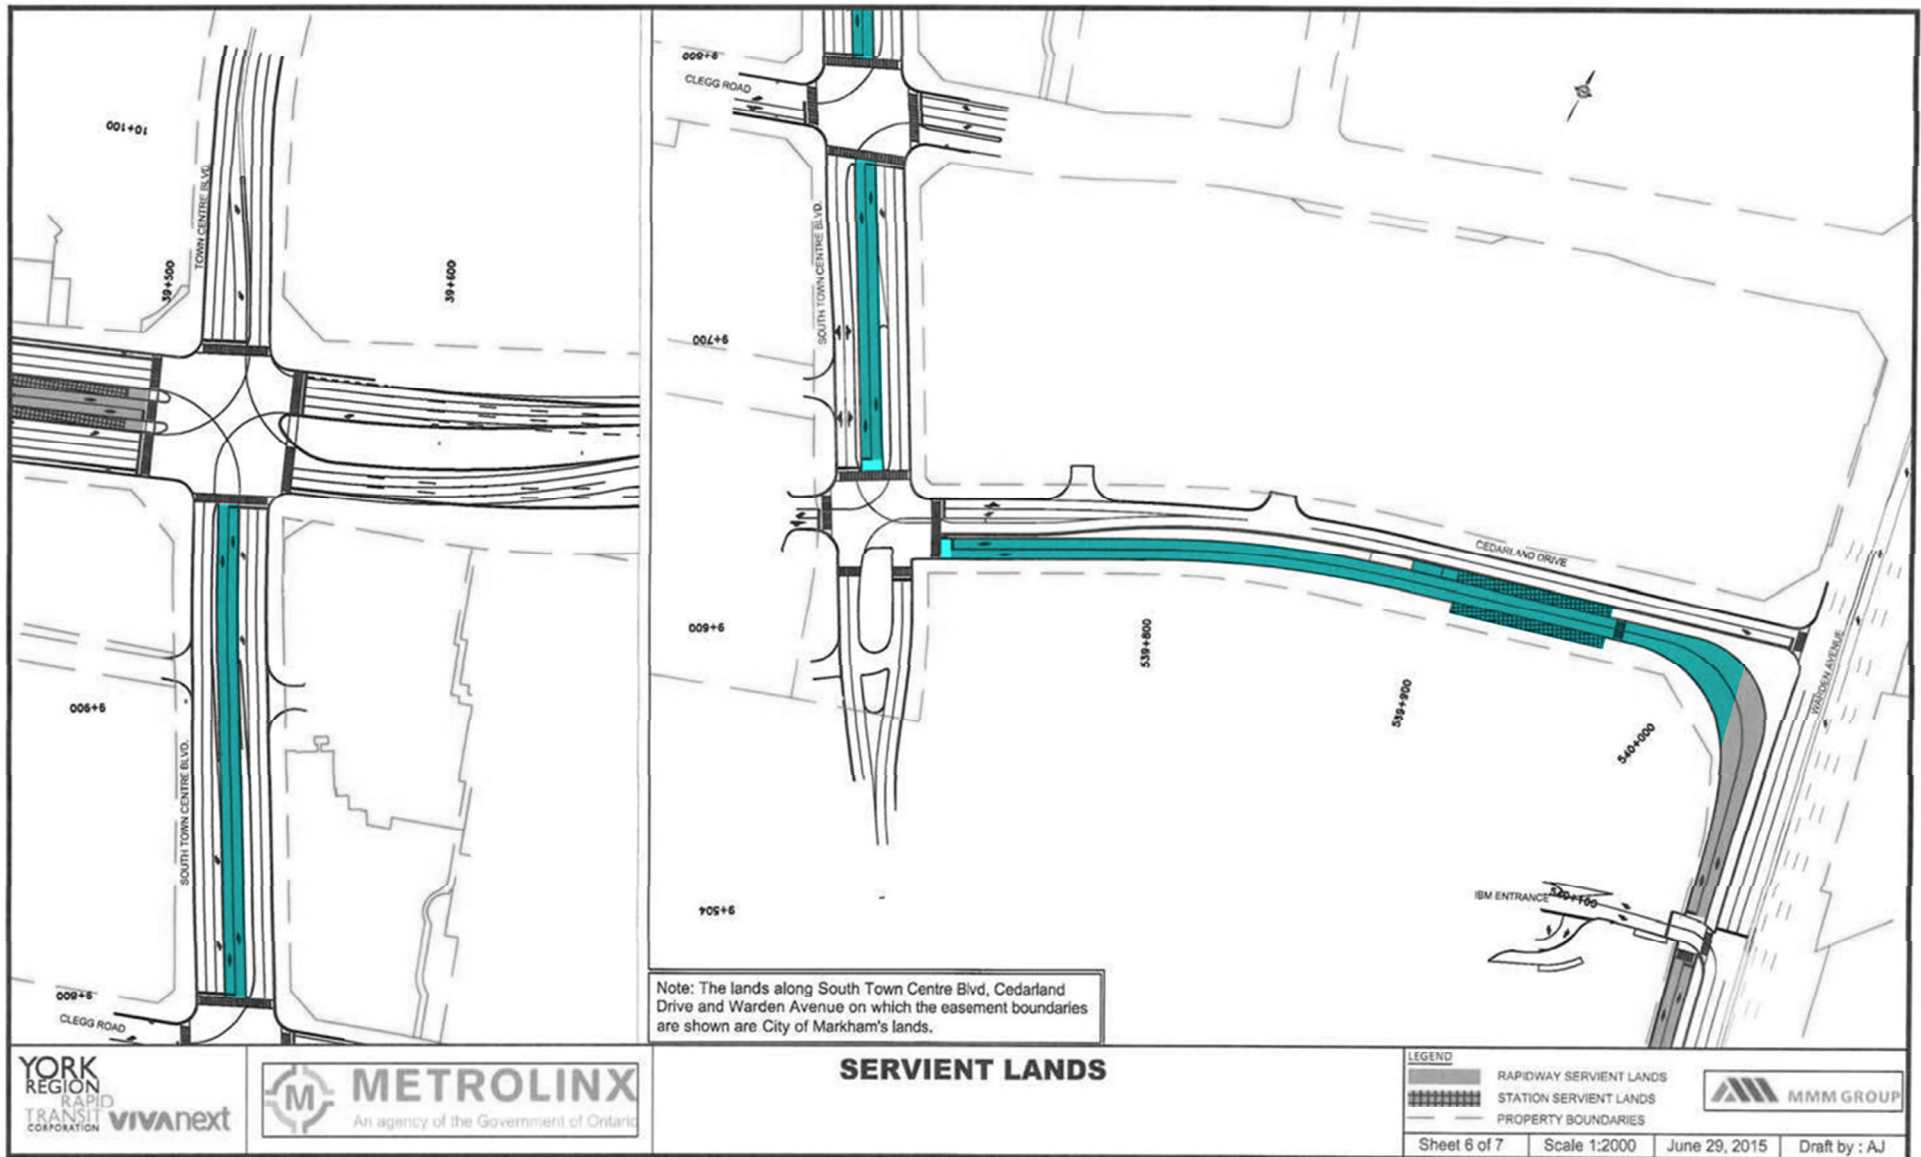 10+100
TOWN CENTRE BLVD.
39+500
39+600
9+900
SOUTH TOWN CENTRE BLVD.
9+800
CLEGG ROAD
9+800
CLEGG ROAD
SOUTH TOWN CENTRE BLVD.
9+700
CEDARLAND DRIVE
9+600
539+800
539+900
540+000
WARDEN AVENUE
9+504
IBM ENTRANCE
540+100
Note: The lands along South Town Centre Blvd, Cedarland
Drive and Warden Avenue on which the easement boundaries
are shown are City of Markham's lands.
YORK
REGION
RAPID
TRANSIT
CORPORATION
vivanext
M
METROLINX
An agency of the Government of Ontario
SERVIENT LANDS
LEGEND
RAPIDWAY SERVIENT LANDS
STATION SERVIENT LANDS
PROPERTY BOUNDARIES
MMM GROUP
Sheet 6 of 7
Scale 1:2000
June 29, 2015
Draft by : AJ